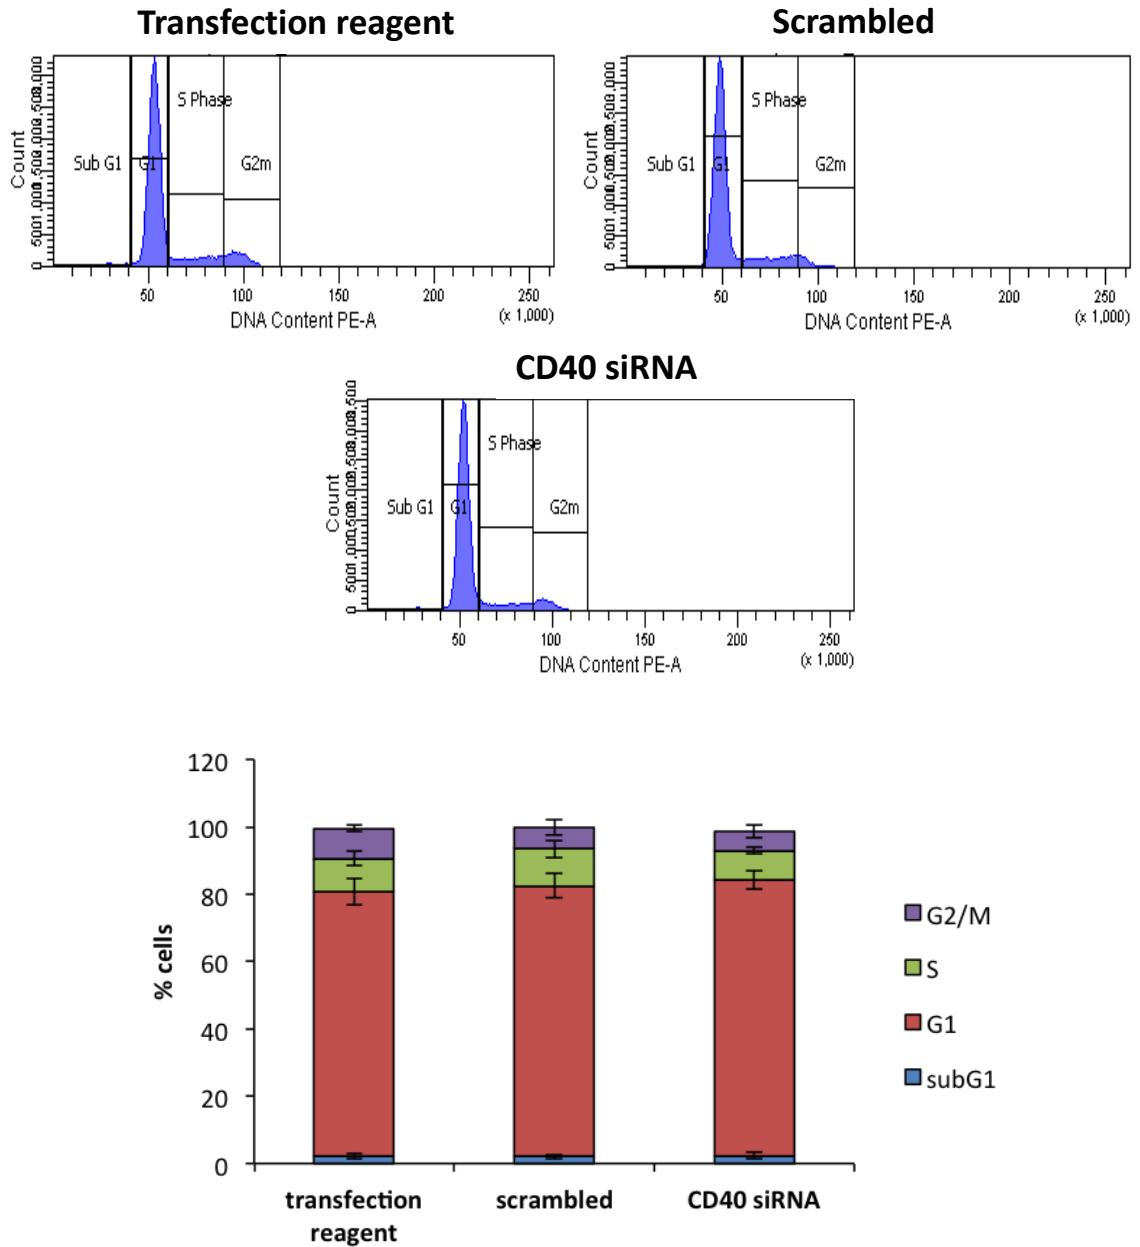 Transfection reagent
Scrambled
Count
Sub G1
G1
S Phase
G2m
0
50
100
150
200
250
(x 1,000)
DNA Content PE-A
Count
Sub G1
G1
S Phase
G2m
0
50
100
150
200
250
(x 1,000)
DNA Content PE-A
CD40 siRNA
Count
Sub G1
G1
S Phase
G2m
0
50
100
150
200
250
(x 1,000)
DNA Content PE-A
120
100
80
60
40
20
0
% cells
transfection
reagent
scrambled
CD40 siRNA
G2/M
S
G1
subG1